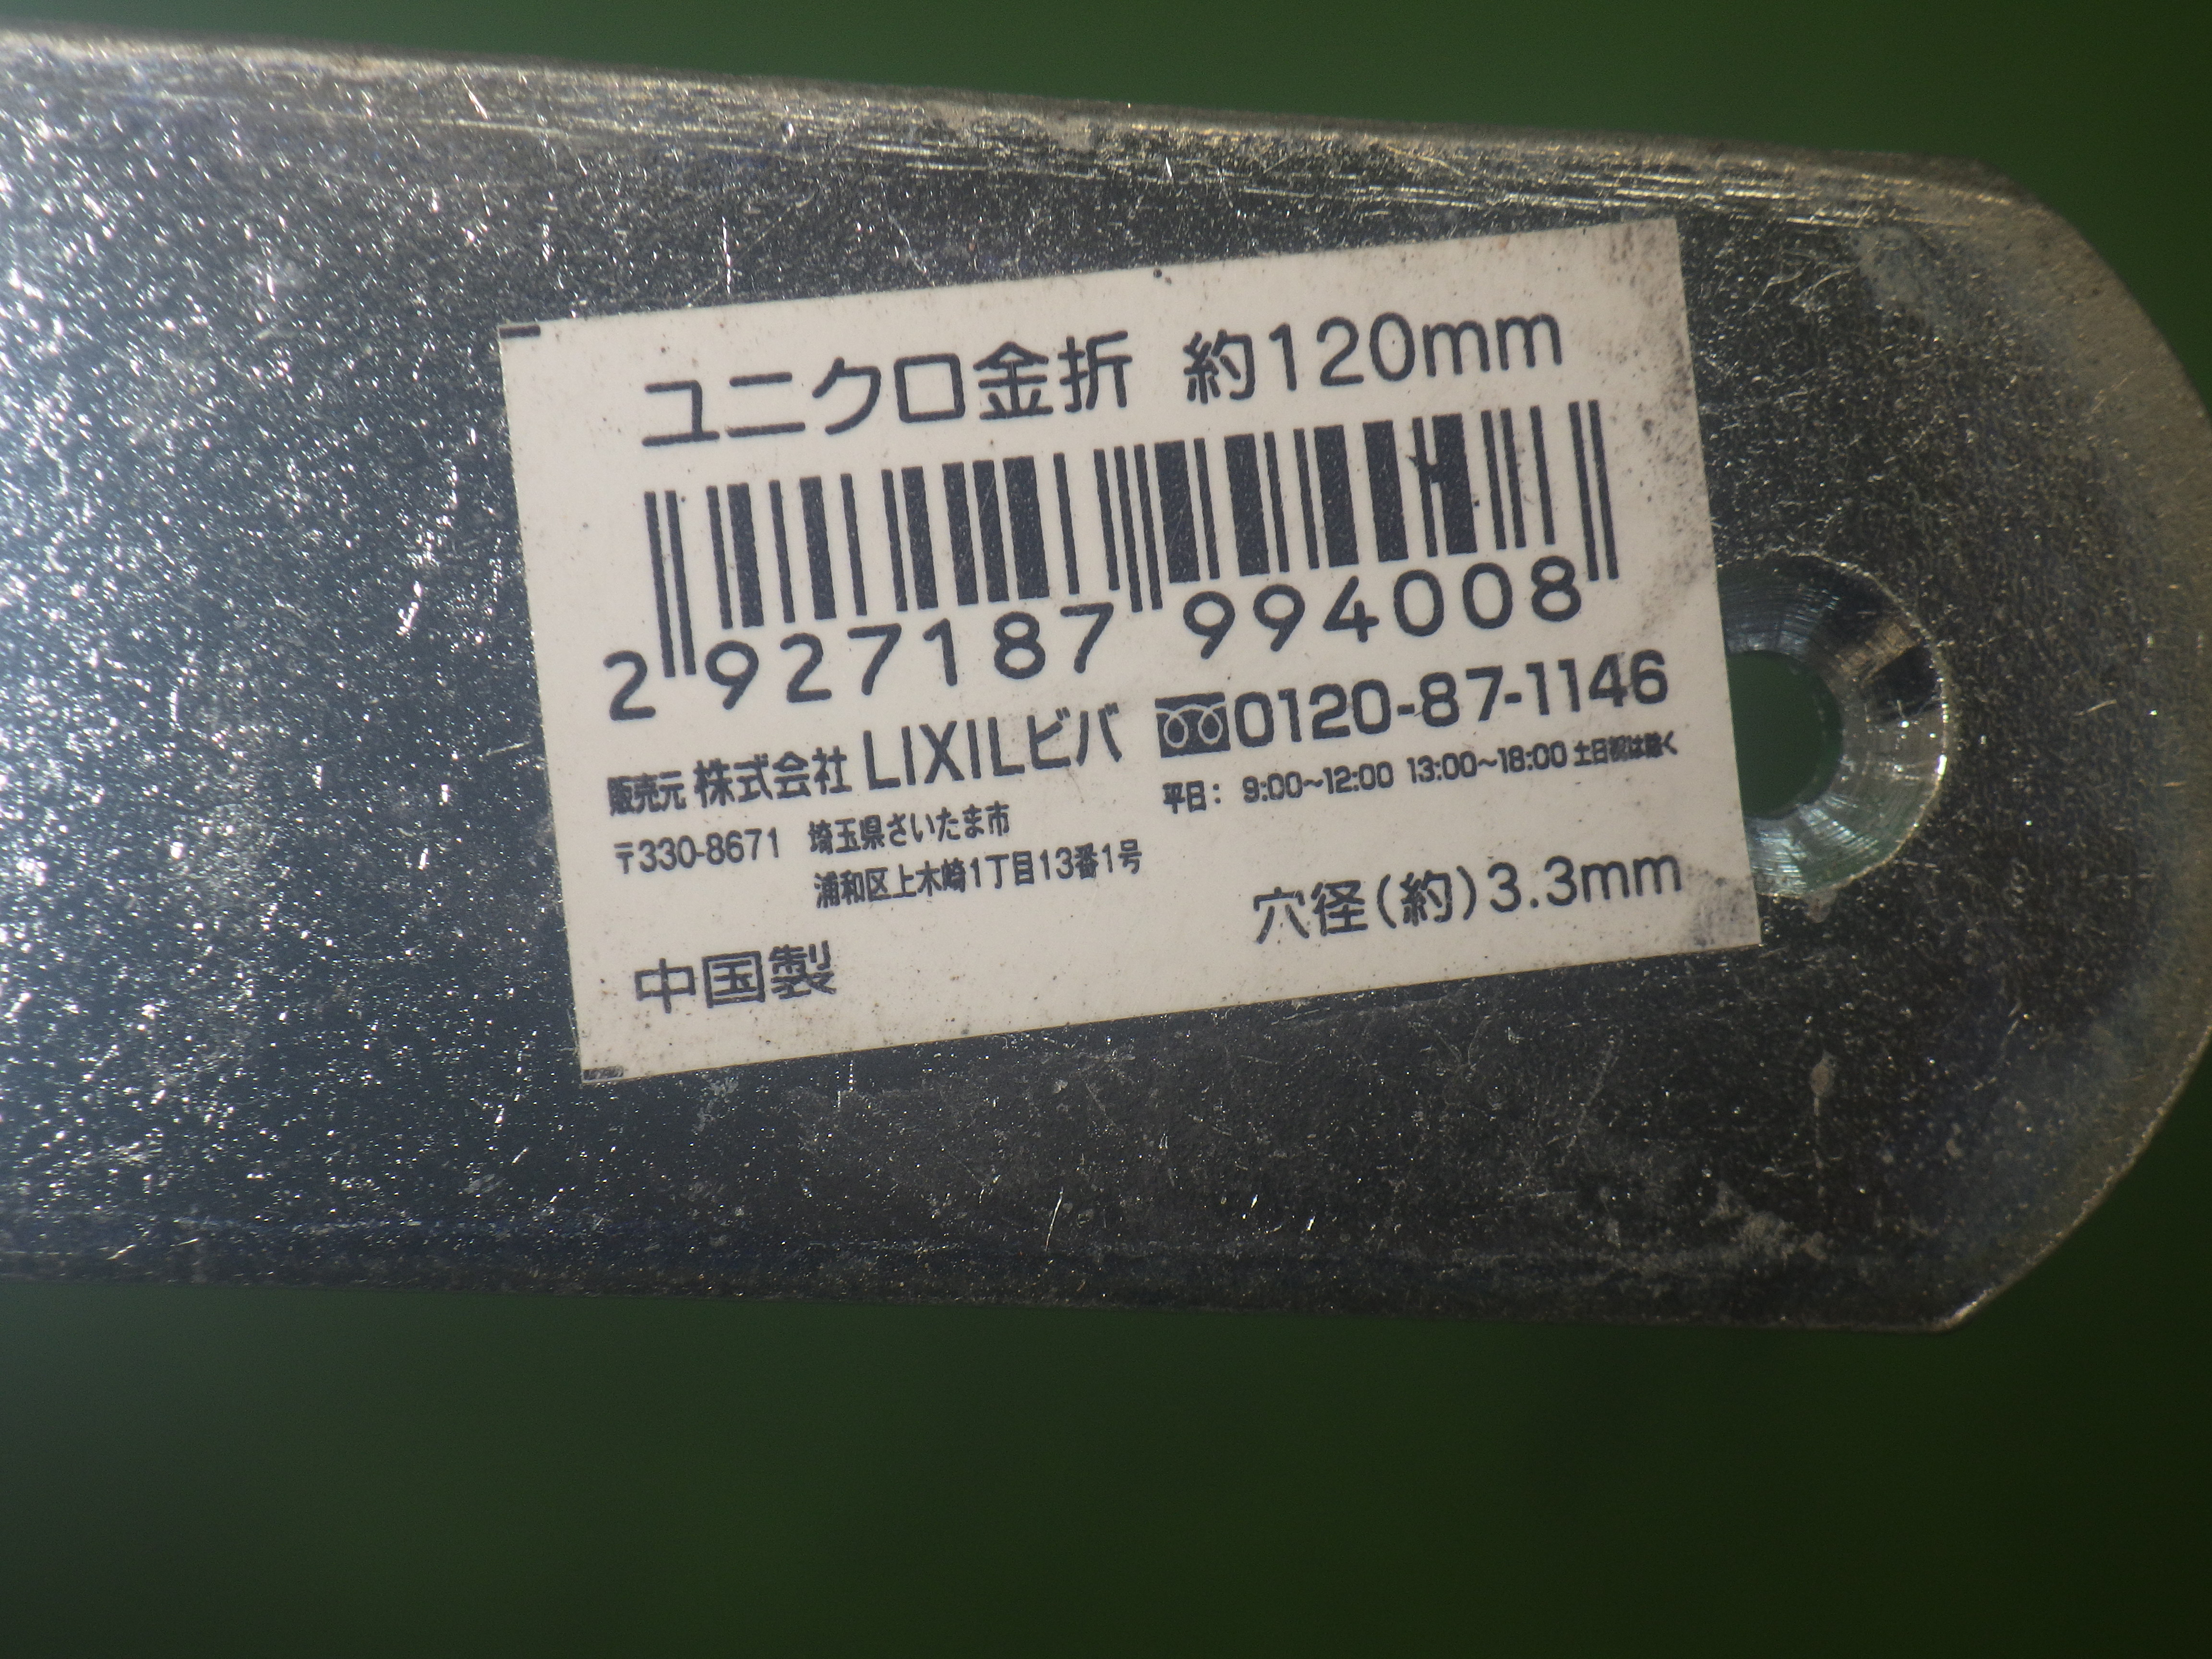 ユニクロ金折 約120mm
2 927187 994008
販売元 株式会社 LIXILビバ
〒330-8671 埼玉県さいたま市
浦和区上木崎1丁目13番1号
0120-87-1146
平日: 9:00~12:00 13:00~18:00 土日祝は除く
穴径(約)3.3mm
中国製